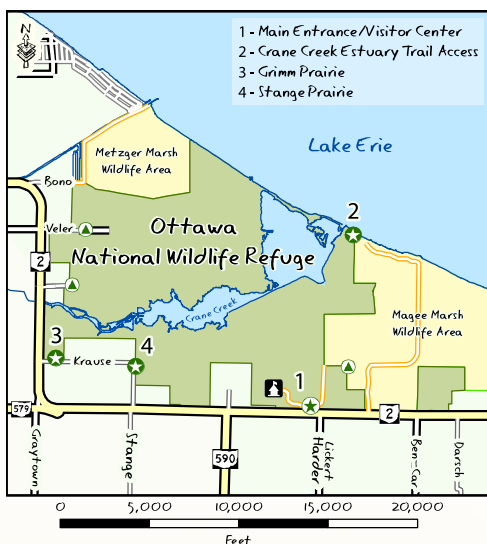 1 - Main Entrance/Visitor Center
2 - Crane Creek Estuary Trail Access
3 - Grimm Prairie
4 - Stange Prairie
N
Lake Erie
Metzger Marsh
Wildlife Area
Bono
2
Veler
Ottawa
National Wildlife Refuge
2
Crane Creek
Magee Marsh
Wildlife Area
3
Krause
4
1
579
2
Graytown
Stange
590
Lickert
Harder
Ben-Car
Darsch
0 5,000 10,000 15,000 20,000
Feet